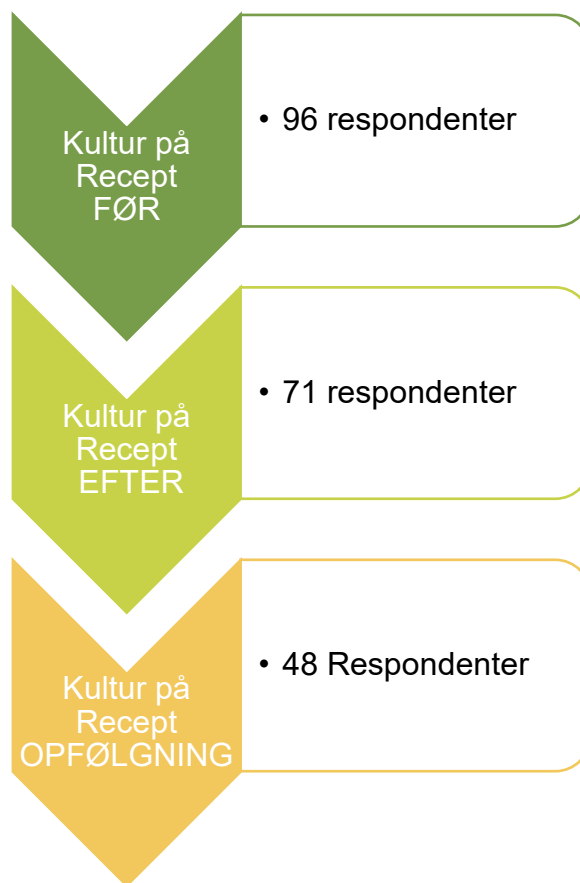 Kultur på
Recept
FØR
• 96 respondenter
Kultur på
Recept
EFTER
• 71 respondenter
Kultur på
Recept
OPFØLGNING
• 48 Respondenter